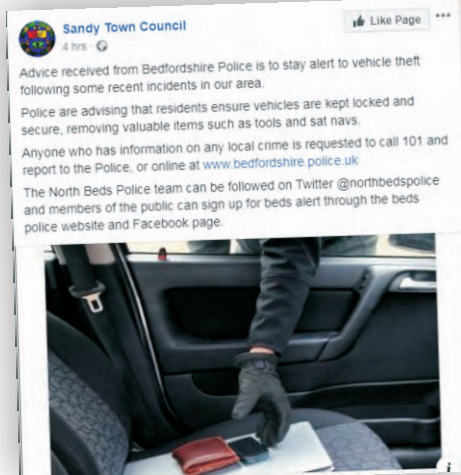 Sandy Town Council
Like Page
4 hrs
Advice received from Bedfordshire Police is to stay alert to vehicle theft
following some recent incidents in our area.
Police are advising that residents ensure vehicles are kept locked and
secure, removing valuable items such as tools and sat navs.
Anyone who has information on any local crime is requested to call 101 and
report to the Police, or online at www.bedfordshire.police.uk
The North Beds Police team can be followed on Twitter @northbedspolice
and members of the public can sign up for beds alert through the beds
police website and Facebook page.
i